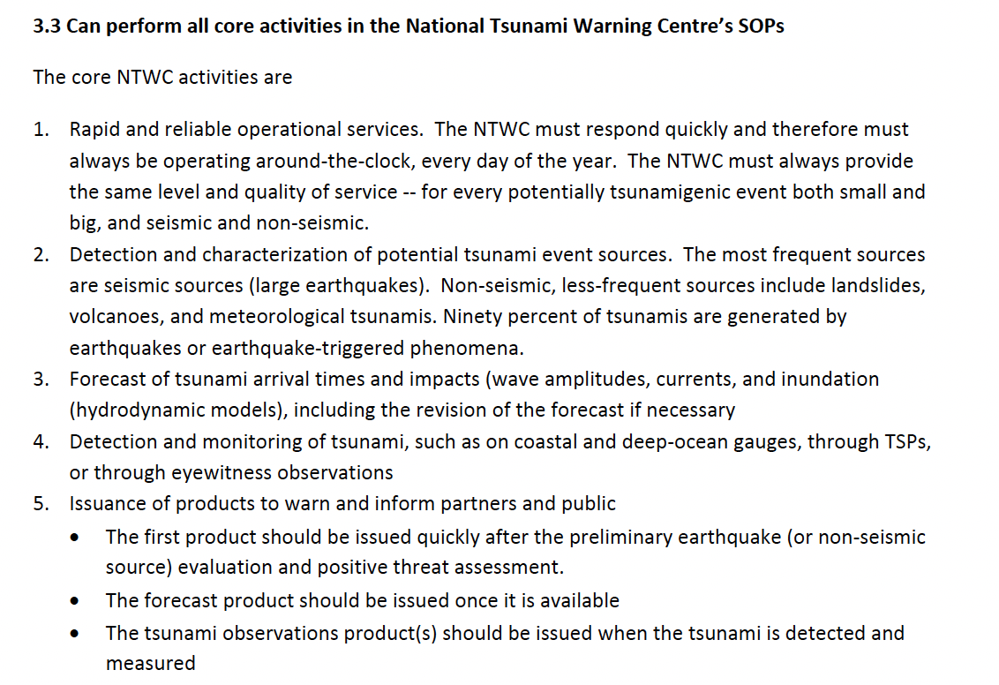 3.3 Can perform all core activities in the National Tsunami Warning Centre’s SOPs
The core NTWC activities are
1. Rapid and reliable operational services.  The NTWC must respond quickly and therefore must
always be operating around-the-clock, every day of the year.  The NTWC must always provide
the same level and quality of service -- for every potentially tsunamigenic event both small and
big, and seismic and non-seismic.
2. Detection and characterization of potential tsunami event sources.  The most frequent sources
are seismic sources (large earthquakes).  Non-seismic, less-frequent sources include landslides,
volcanoes, and meteorological tsunamis. Ninety percent of tsunamis are generated by
earthquakes or earthquake-triggered phenomena.
3. Forecast of tsunami arrival times and impacts (wave amplitudes, currents, and inundation
(hydrodynamic models), including the revision of the forecast if necessary
4. Detection and monitoring of tsunami, such as on coastal and deep-ocean gauges, through TSPs,
or through eyewitness observations
5. Issuance of products to warn and inform partners and public
• The first product should be issued quickly after the preliminary earthquake (or non-seismic
source) evaluation and positive threat assessment.
• The forecast product should be issued once it is available
• The tsunami observations product(s) should be issued when the tsunami is detected and
measured